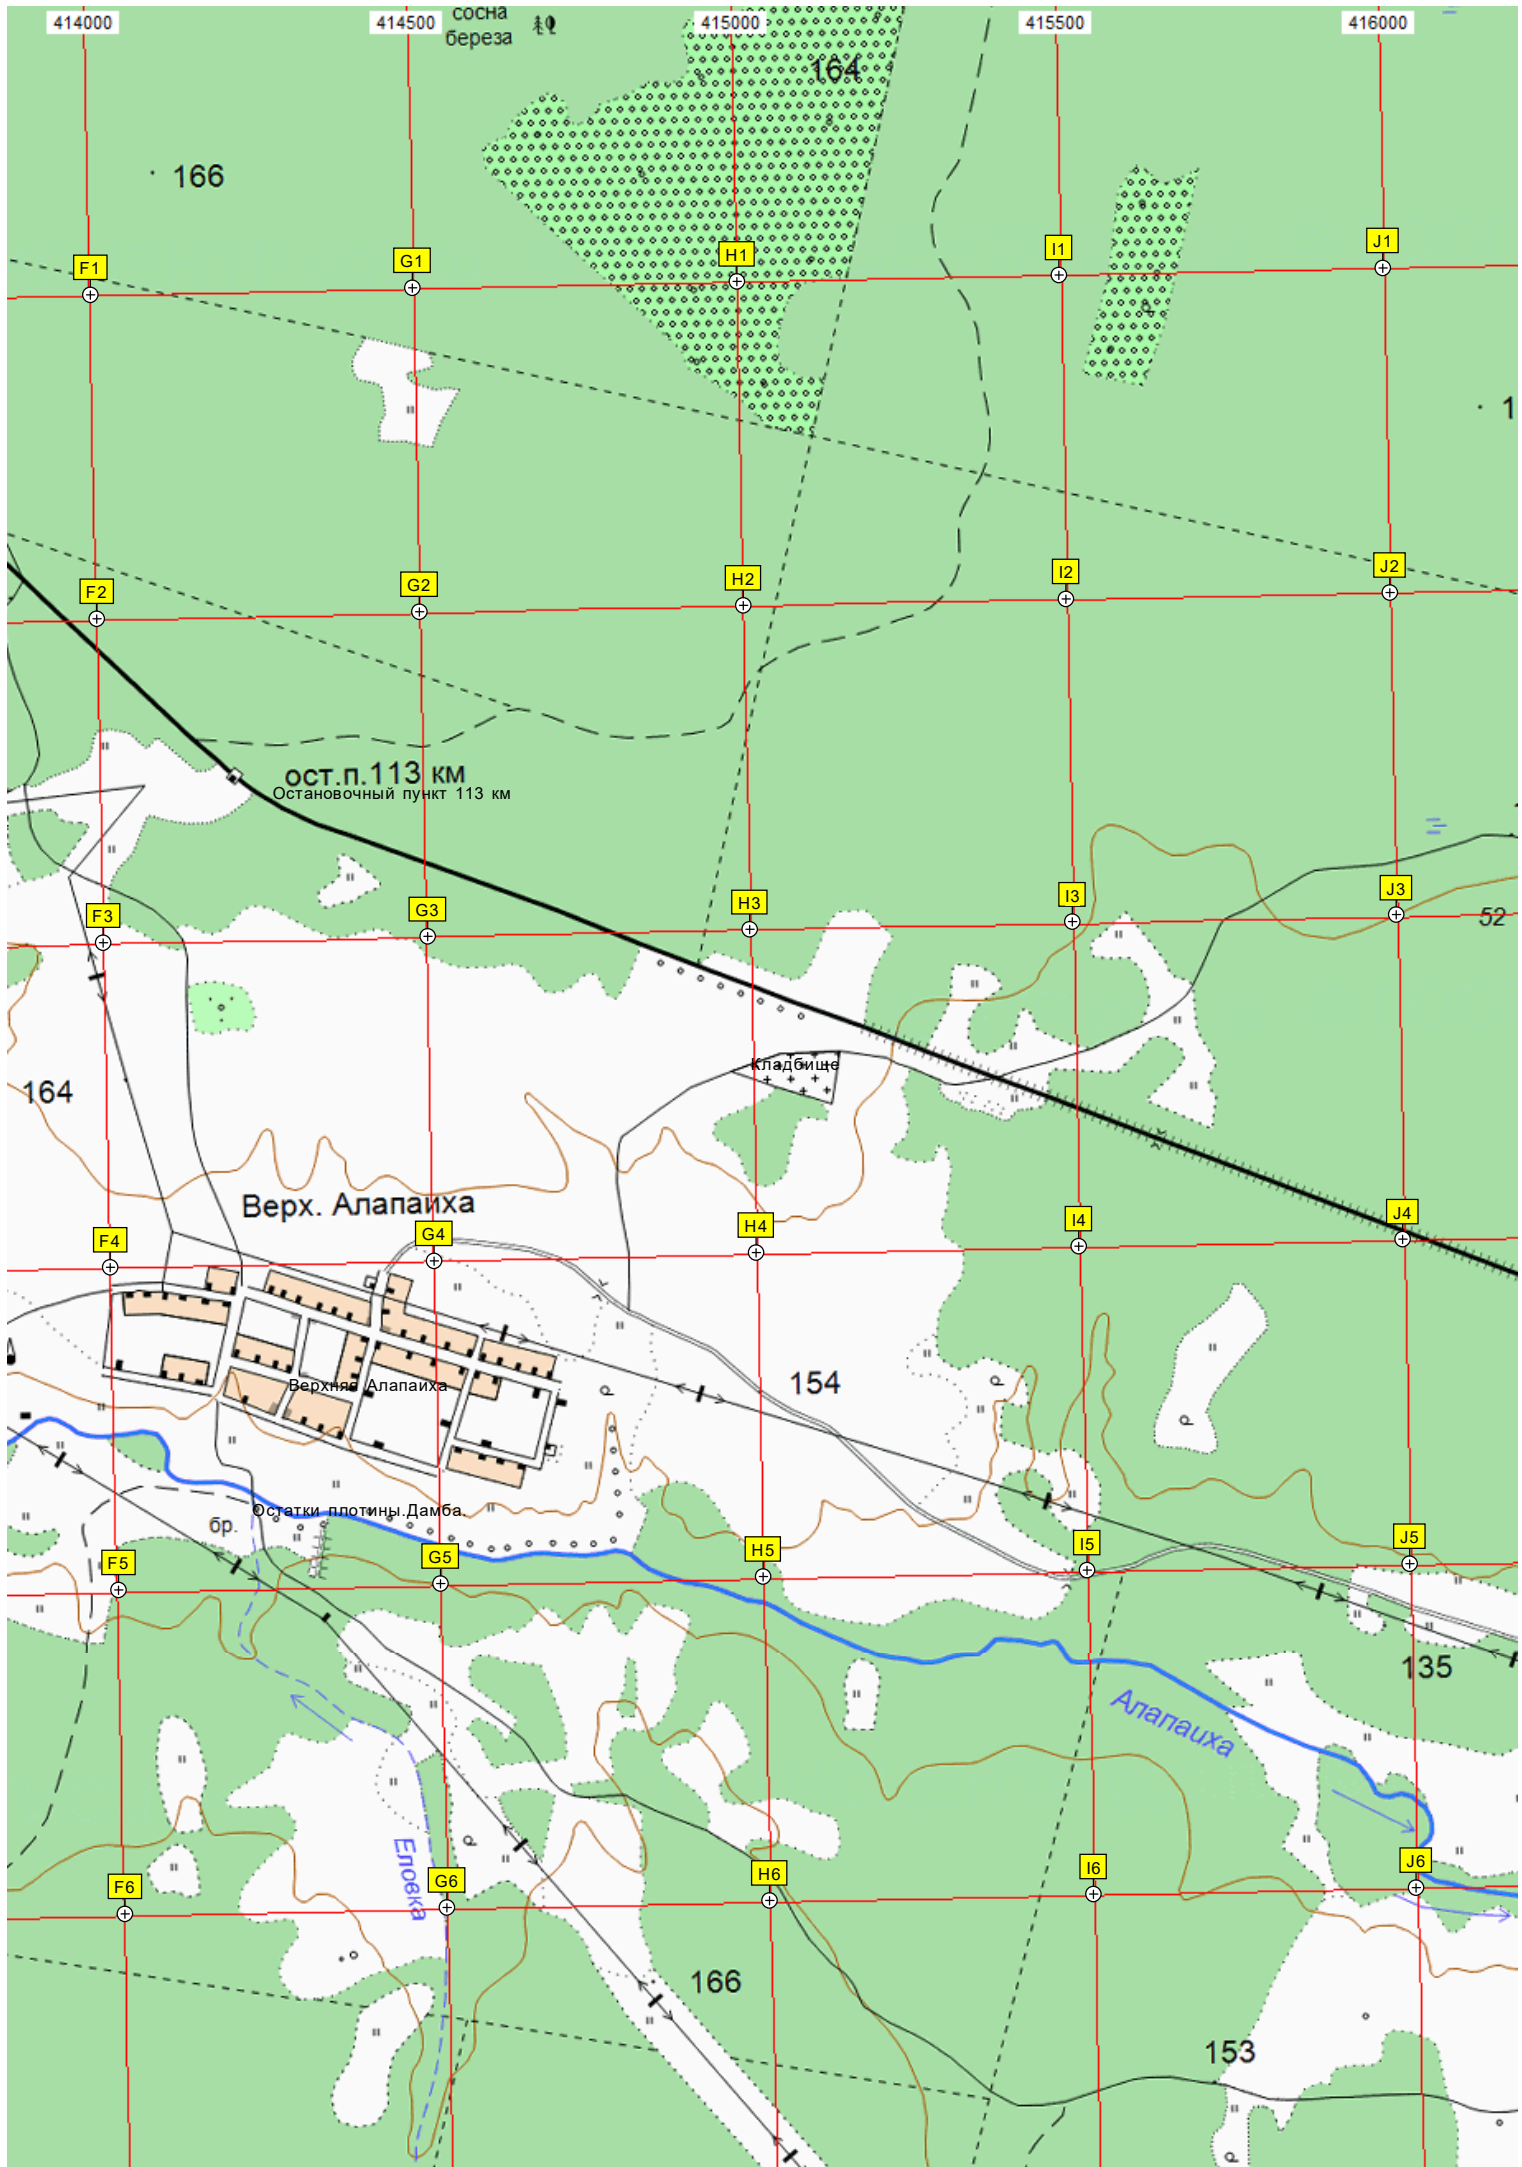 414000
414500
415000
415500
416000
сосна
береза
164
166
F1
G1
H1
I1
J1
1
F2
G2
H2
I2
J2
ост.п.113 км
Остановочный пункт 113 км
F3
G3
H3
I3
J3
52
Кладбище
164
Верх. Алапаиха
F4
G4
H4
I4
J4
154
Верхняя Алапаиха
Остатки плотины.Дамба.
бр.
F5
G5
H5
I5
J5
135
Алапаиха
Еловка
F6
G6
H6
I6
J6
166
153